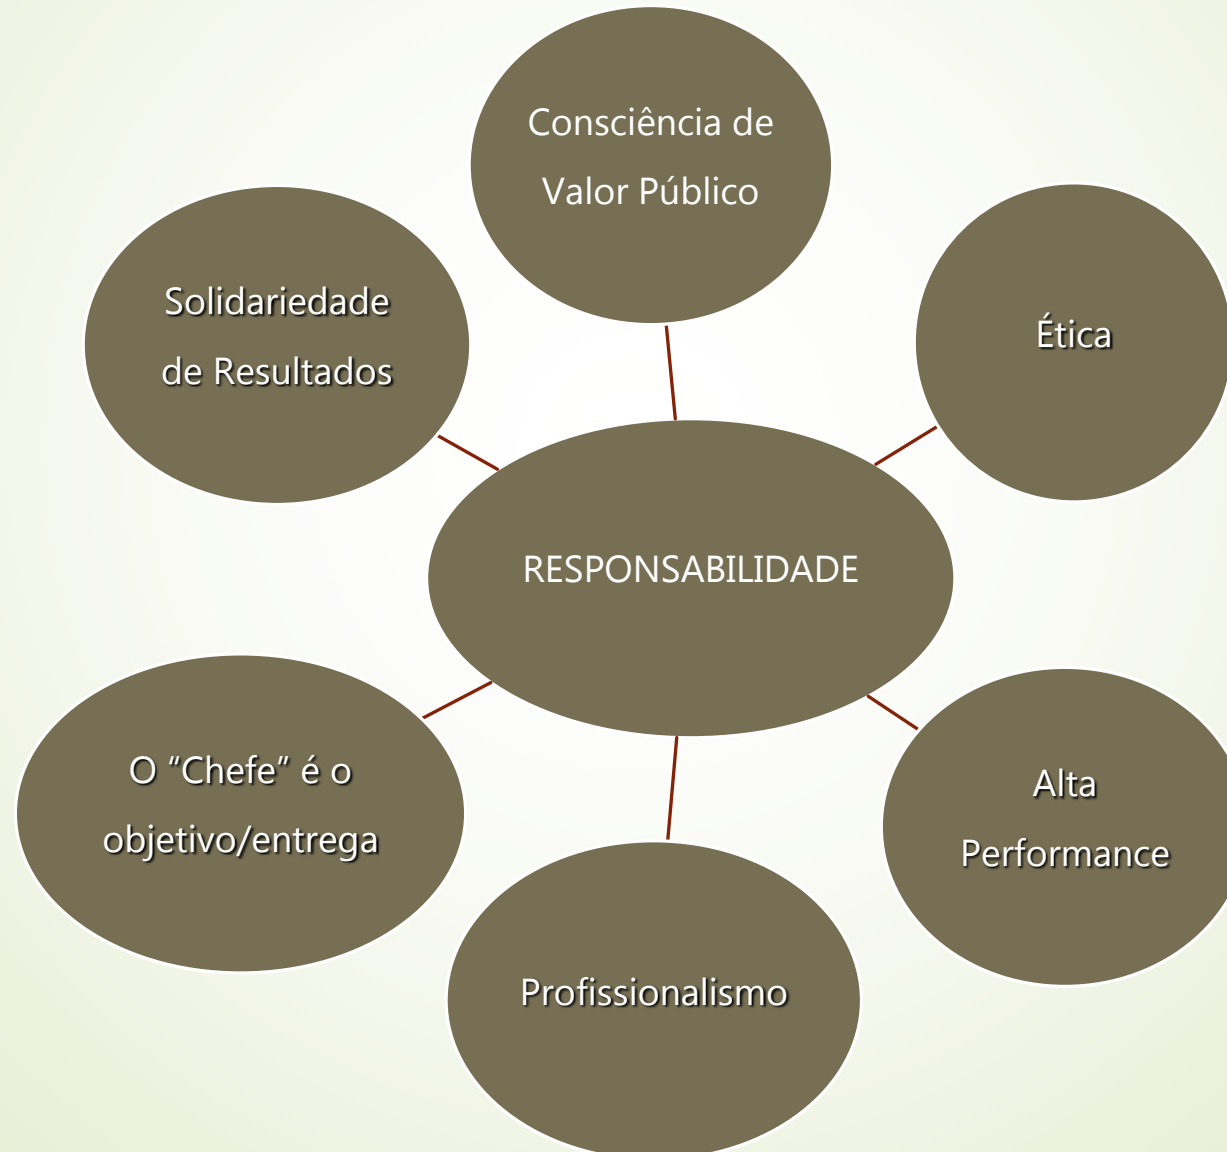 Consciência de
Valor Público
Solidariedade
de Resultados
Ética
RESPONSABILIDADE
O “Chefe” é o
objetivo/entrega
Alta
Performance
Profissionalismo